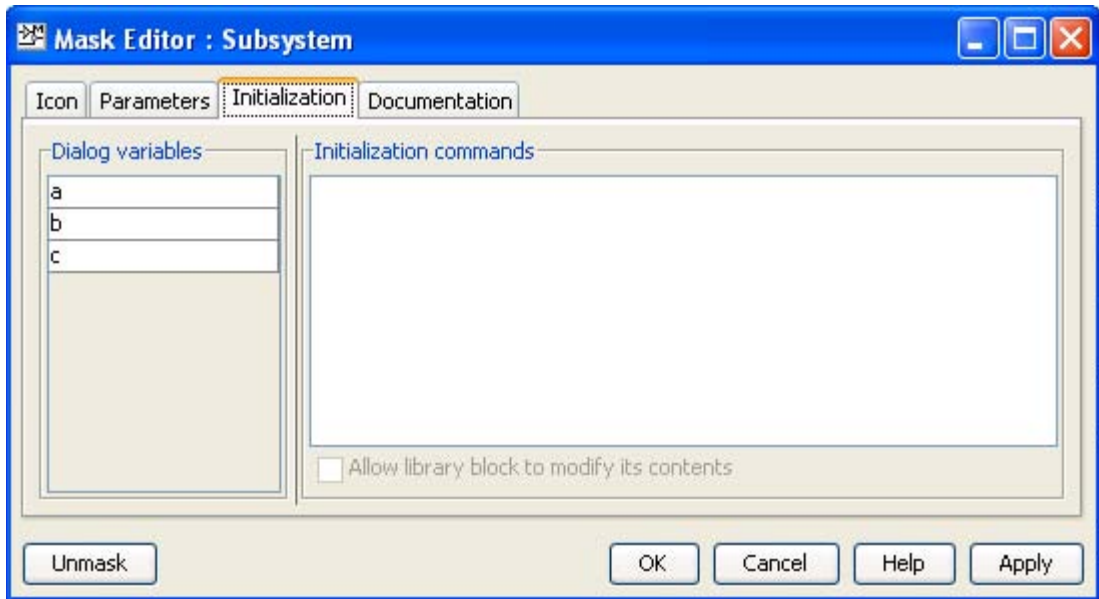 Mask Editor : Subsystem
Icon Parameters Initialization Documentation
Dialog variables
a
b
c
Initialization commands
Allow library block to modify its contents
Unmask OK Cancel Help Apply